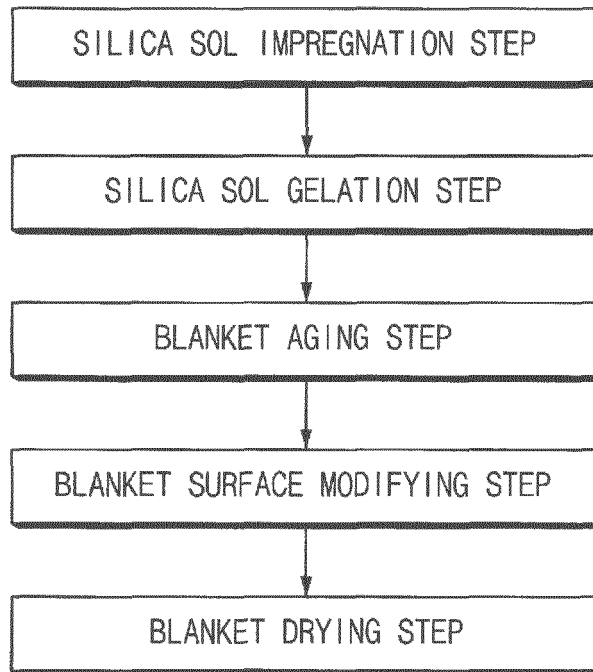 SILICA SOL IMPREGNATION STEP
SILICA SOL GELATION STEP
BLANKET AGING STEP
BLANKET SURFACE MODIFYING STEP
BLANKET DRYING STEP